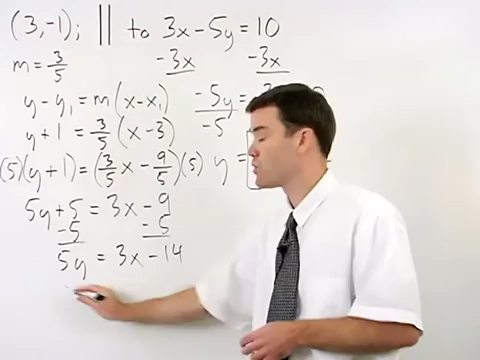 (3,-1); || to 3x-5y=10
-3x -3x
m=3/5
y-y₁=m(x-x₁)
-5y =
-5
y+1=3/5(x-3)
(5)(y+1)=(3/5x-9/5)(5)
y=
5y+5=3x-9
-5 -5
5y=3x-14